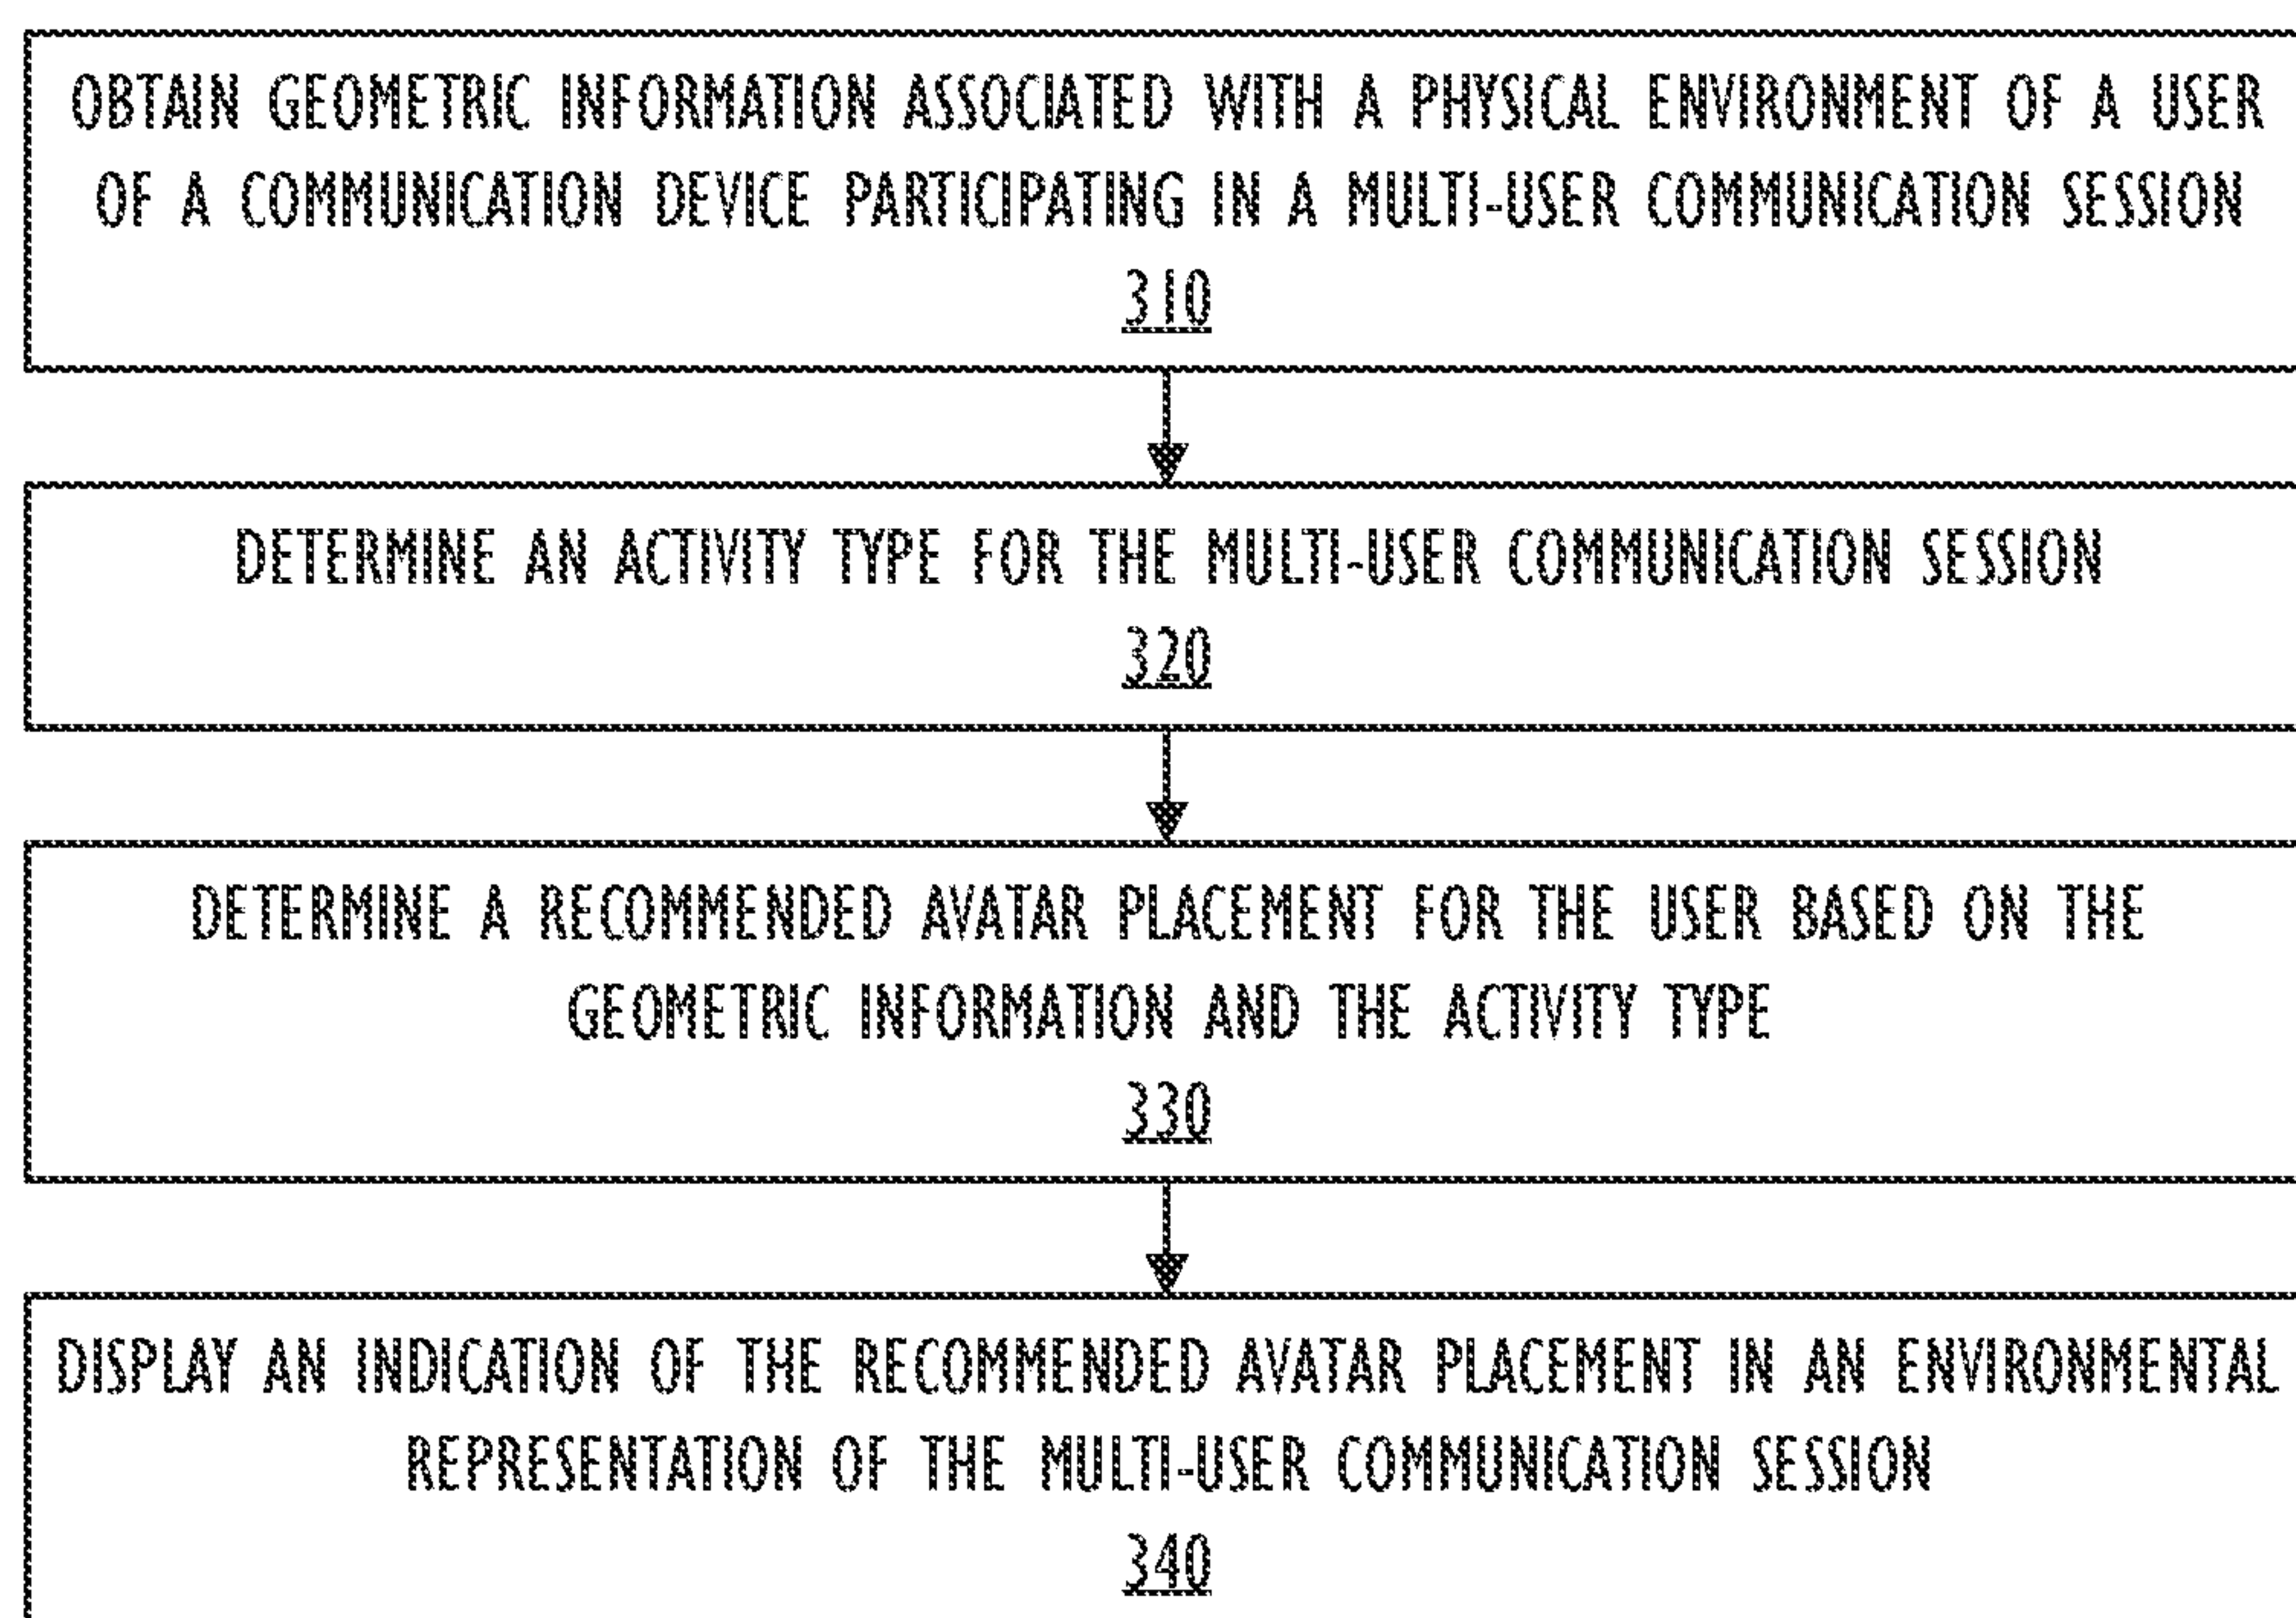 OBTAIN GEOMETRIC INFORMATION ASSOCIATED WITH A PHYSICAL ENVIRONMENT OF A USER
OF A COMMUNICATION DEVICE PARTICIPATING IN A MULTI-USER COMMUNICATION SESSION
310
DETERMINE AN ACTIVITY TYPE FOR THE MULTI-USER COMMUNICATION SESSION
320
DETERMINE A RECOMMENDED AVATAR PLACEMENT FOR THE USER BASED ON THE
GEOMETRIC INFORMATION AND THE ACTIVITY TYPE
330
DISPLAY AN INDICATION OF THE RECOMMENDED AVATAR PLACEMENT IN AN ENVIRONMENTAL
REPRESENTATION OF THE MULTI-USER COMMUNICATION SESSION
340